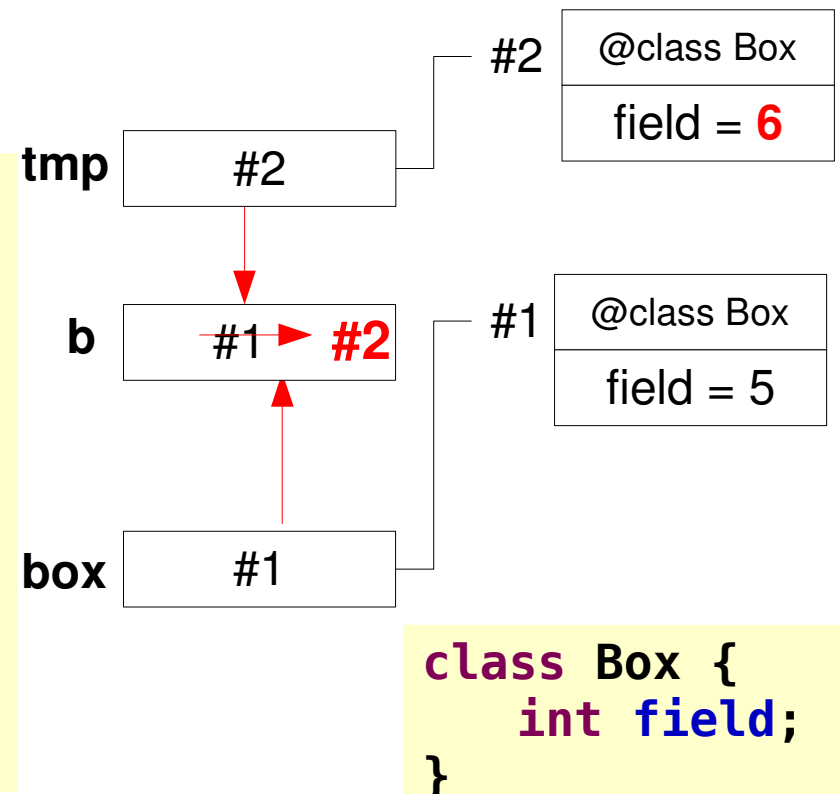 #2
@class Box
field = 6
tmp
#2
b
#1 #2
#1
@class Box
field = 5
box
#1
class Box {
int field;
}